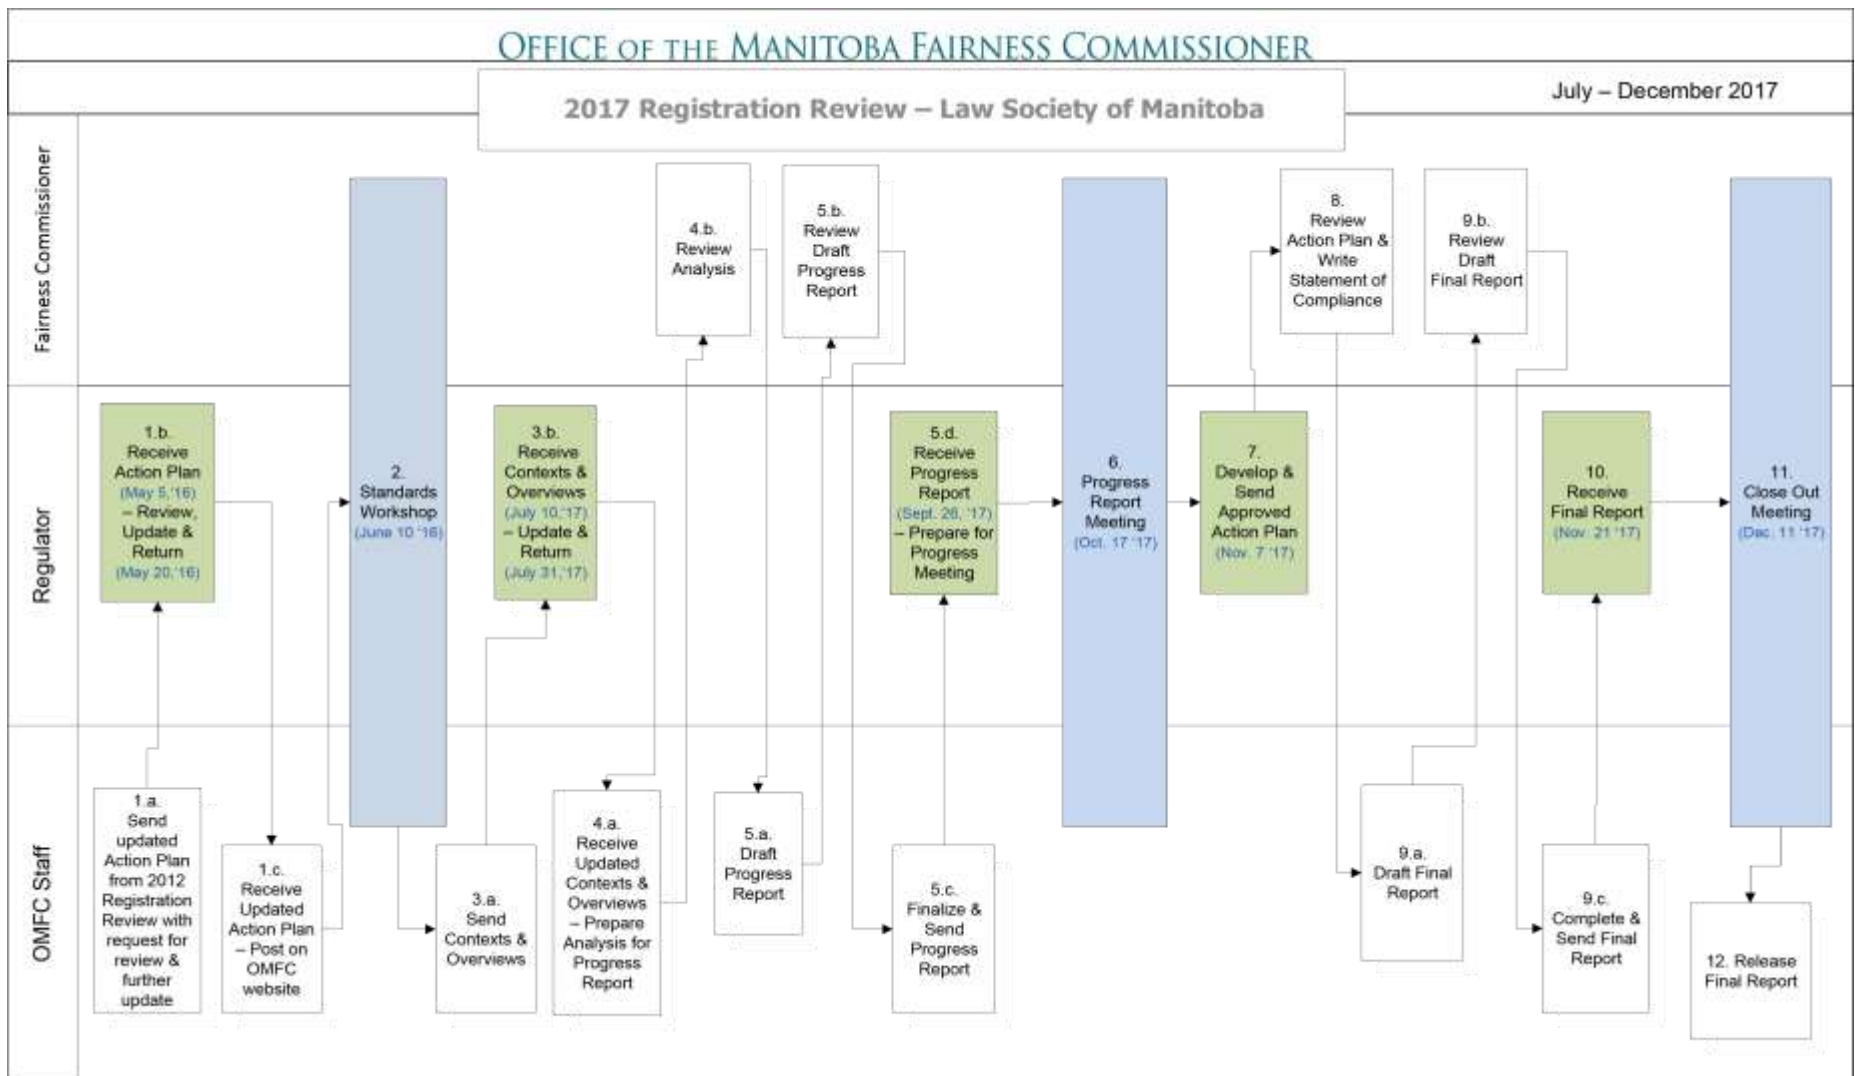 OFFICE OF THE MANITOBA FAIRNESS COMMISSIONER
2017 Registration Review – Law Society of Manitoba
July – December 2017
Fairness Commissioner
4.b.
Review
Analysis
5.b.
Review
Draft
Progress
Report
8.
Review
Action Plan &
Write
Statement of
Compliance
9.b.
Review
Draft
Final Report
Regulator
1.b.
Receive
Action Plan
(May 5,'16)
– Review,
Update &
Return
(May 20,'16)
2.
Standards
Workshop
(June 10 '16)
3.b.
Receive
Contexts &
Overviews
(July 10,'17)
– Update &
Return
(July 31,'17)
5.d.
Receive
Progress
Report
(Sept. 26, '17)
– Prepare for
Progress
Meeting
6.
Progress
Report
Meeting
(Oct. 17 '17)
7.
Develop &
Send
Approved
Action Plan
(Nov. 7 '17)
10.
Receive
Final Report
(Nov. 21 '17)
11.
Close Out
Meeting
(Dec. 11 '17)
OMFC Staff
1.a.
Send
updated
Action Plan
from 2012
Registration
Review with
request for
review &
further
update
1.c.
Receive
Updated
Action Plan
– Post on
OMFC
website
3.a.
Send
Contexts &
Overviews
4.a.
Receive
Updated
Contexts &
Overviews
– Prepare
Analysis for
Progress
Report
5.a.
Draft
Progress
Report
5.c.
Finalize &
Send
Progress
Report
9.a.
Draft Final
Report
9.c.
Complete &
Send Final
Report
12. Release
Final Report